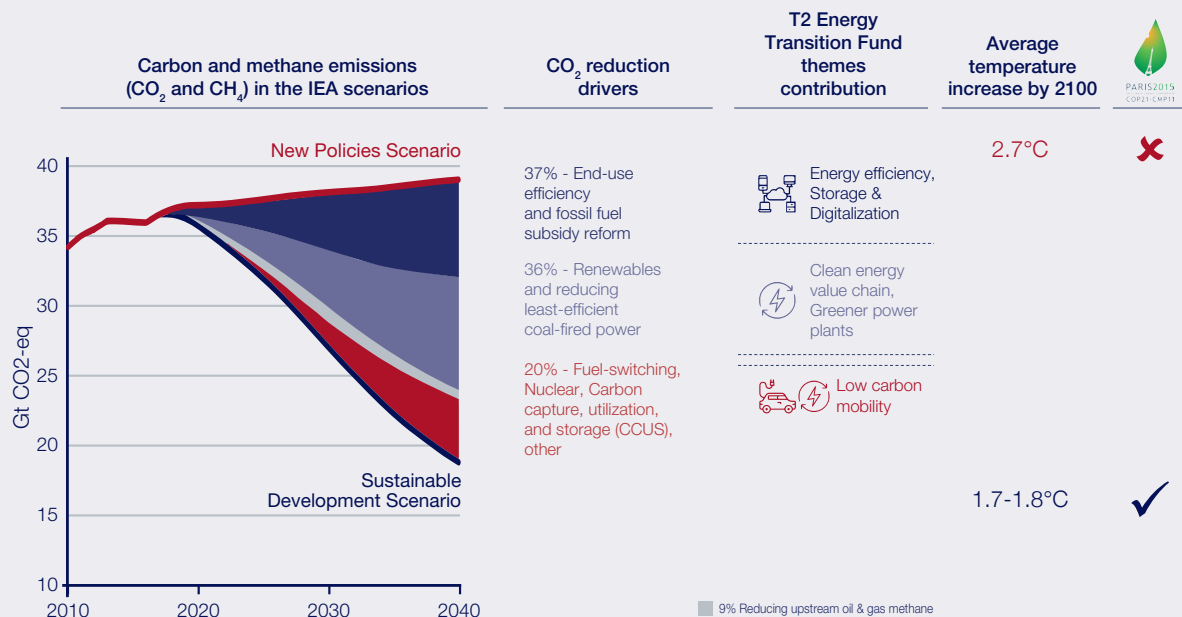 Carbon and methane emissions
(CO₂ and CH₄) in the IEA scenarios
CO₂ reduction
drivers
T2 Energy
Transition Fund
themes
contribution
Average
temperature
increase by 2100
PARIS2015
COP21·CMP11
Gt CO2-eq
40
35
30
25
20
15
10
2010
2020
2030
2040
New Policies Scenario
Sustainable
Development Scenario
37% - End-use
efficiency
and fossil fuel
subsidy reform
36% - Renewables
and reducing
least-efficient
coal-fired power
20% - Fuel-switching,
Nuclear, Carbon
capture, utilization,
and storage (CCUS),
other
Energy efficiency,
Storage &
Digitalization
Clean energy
value chain,
Greener power
plants
Low carbon
mobility
2.7°C
1.7-1.8°C
9% Reducing upstream oil & gas methane